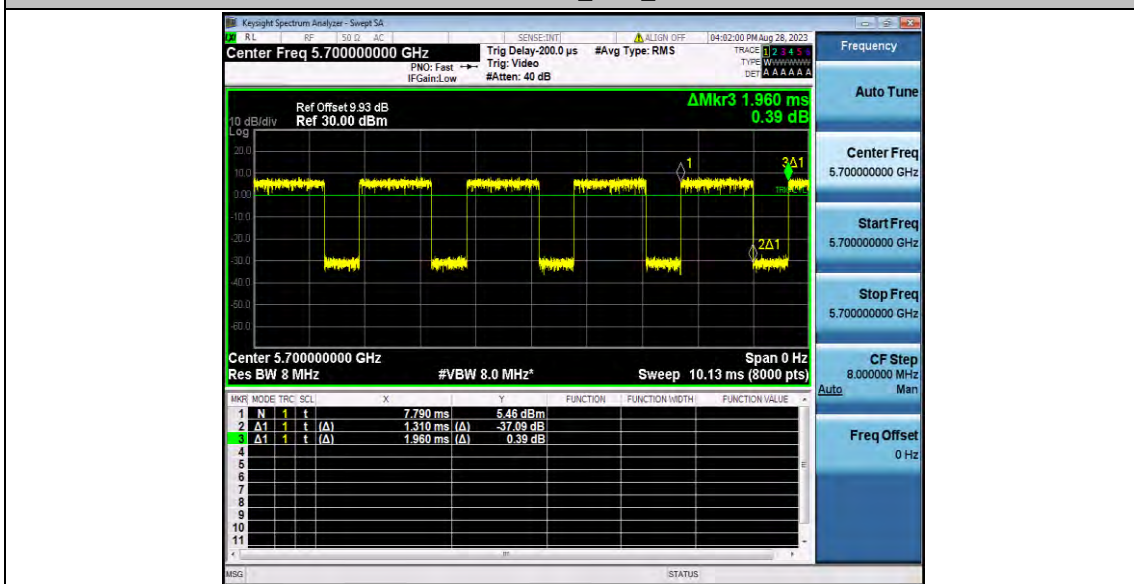 Keysight Spectrum Analyzer - Swept SA
RL RF 50 Ω AC SENSE:INT ALIGN OFF 04:02:00 PM Aug 28, 2023
Center Freq 5.700000000 GHz
PNO: Fast
IFGain:Low
Trig Delay-200.0 µs
Trig: Video
#Atten: 40 dB
#Avg Type: RMS
TRACE 1 2 3 4 5 6
TYPE WWWWWW
DET A A A A A A
ΔMkr3 1.960 ms
0.39 dB
Ref Offset 9.93 dB
10 dB/div Ref 30.00 dBm
Log
20.0
10.0
0.00
-10.0
-20.0
-30.0
-40.0
-50.0
-60.0
1
3Δ1
2Δ1
Center 5.700000000 GHz Span 0 Hz
Res BW 8 MHz #VBW 8.0 MHz* Sweep 10.13 ms (8000 pts)
MKR MODE TRC SCL X Y FUNCTION FUNCTION WIDTH FUNCTION VALUE
1 N 1 t 7.790 ms 5.46 dBm
2 Δ1 1 t (Δ) 1.310 ms (Δ) -37.09 dB
3 Δ1 1 t (Δ) 1.960 ms (Δ) 0.39 dB
4
5
6
7
8
9
10
11
MSG STATUS
Frequency
Auto Tune
Center Freq
5.700000000 GHz
Start Freq
5.700000000 GHz
Stop Freq
5.700000000 GHz
CF Step
8.000000 MHz
Auto Man
Freq Offset
0 Hz